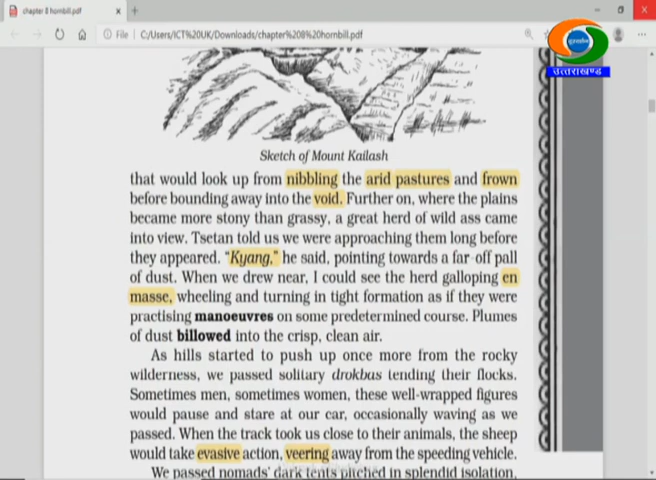 chapter 8 hornbill.pdf
File | C:/Users/ICT%20UK/Downloads/chapter%208%20hornbill.pdf
उत्तराखण्ड
Sketch of Mount Kailash
that would look up from nibbling the arid pastures and frown
before bounding away into the void. Further on, where the plains
became more stony than grassy, a great herd of wild ass came
into view. Tsetan told us we were approaching them long before
they appeared. “Kyang,” he said, pointing towards a far-off pall
of dust. When we drew near, I could see the herd galloping en
masse, wheeling and turning in tight formation as if they were
practising manoeuvres on some predetermined course. Plumes
of dust billowed into the crisp, clean air.
As hills started to push up once more from the rocky
wilderness, we passed solitary drokbas tending their flocks.
Sometimes men, sometimes women, these well-wrapped figures
would pause and stare at our car, occasionally waving as we
passed. When the track took us close to their animals, the sheep
would take evasive action, veering away from the speeding vehicle.
We passed nomads' dark tents pitched in splendid isolation,